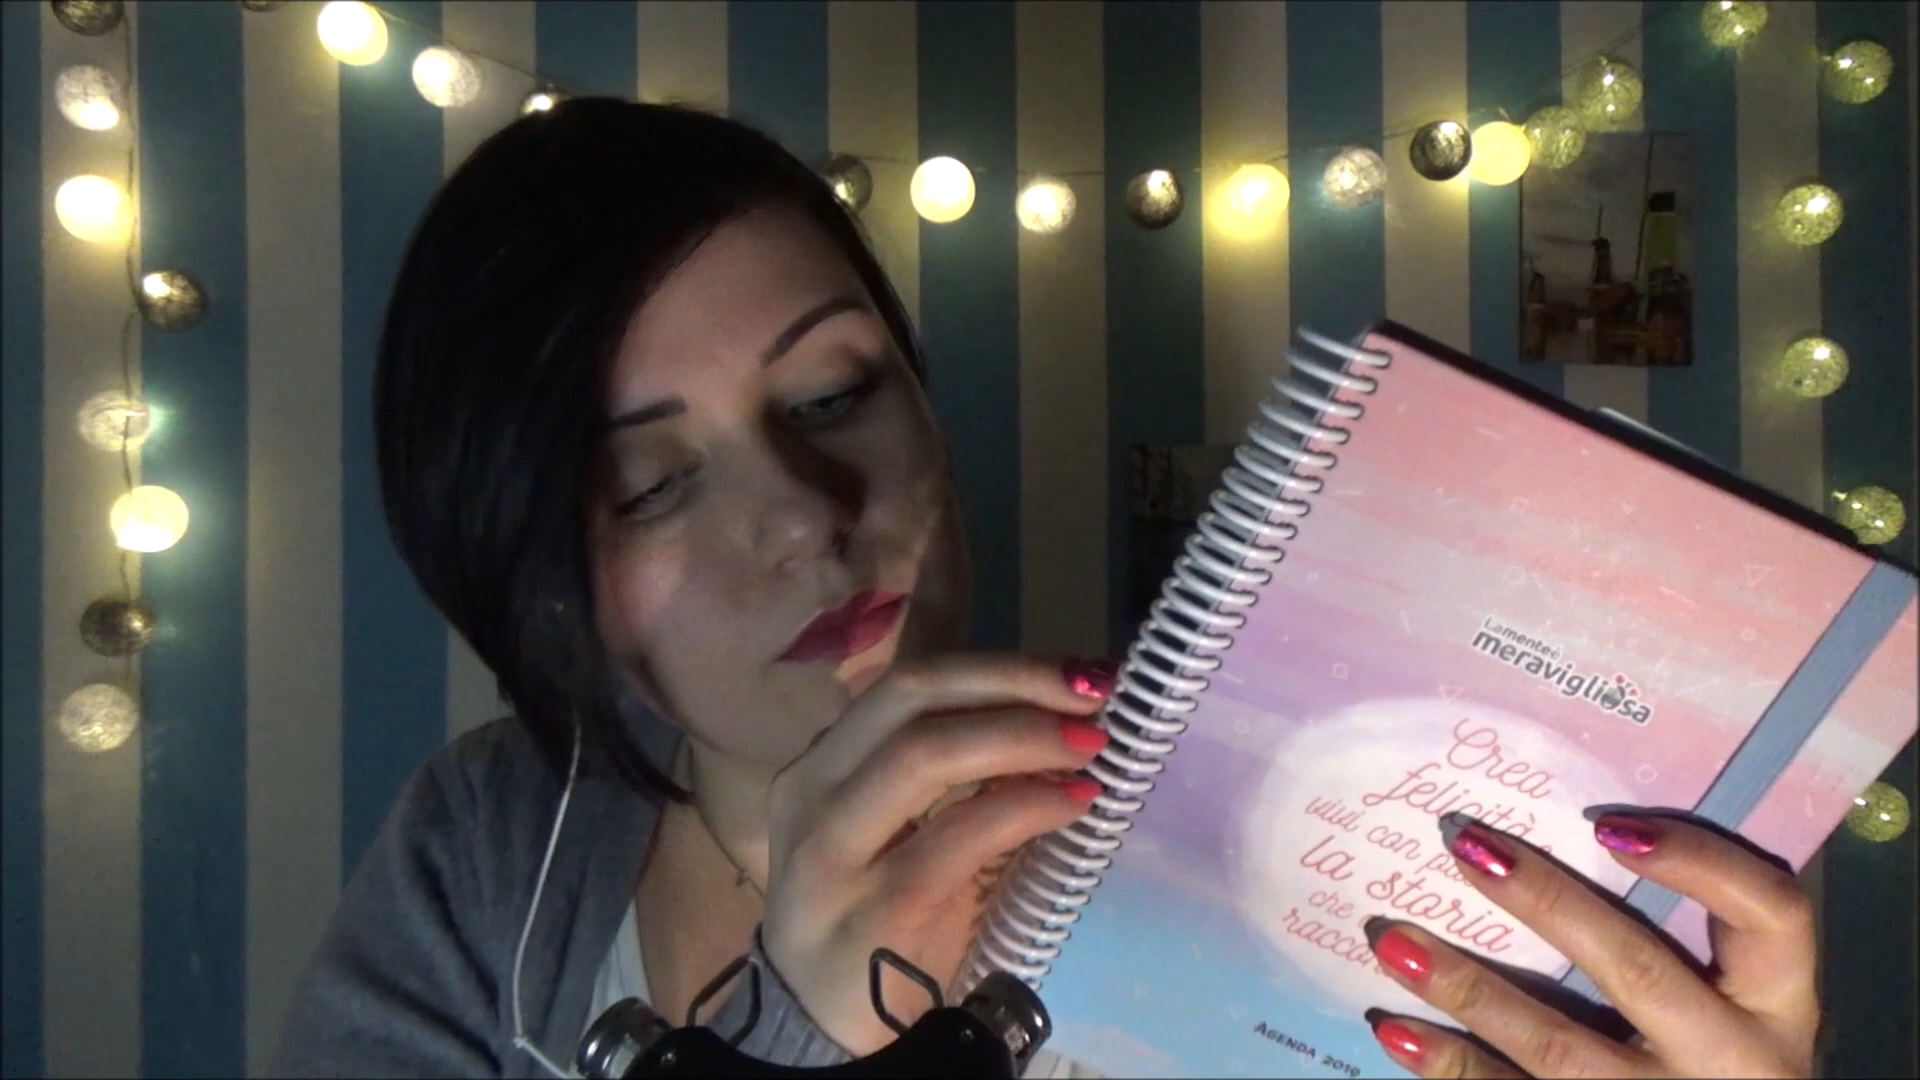 Lamenteè
meravigliosa
Crea
felicità
vivi con
la storia
che
AGENDA 2019